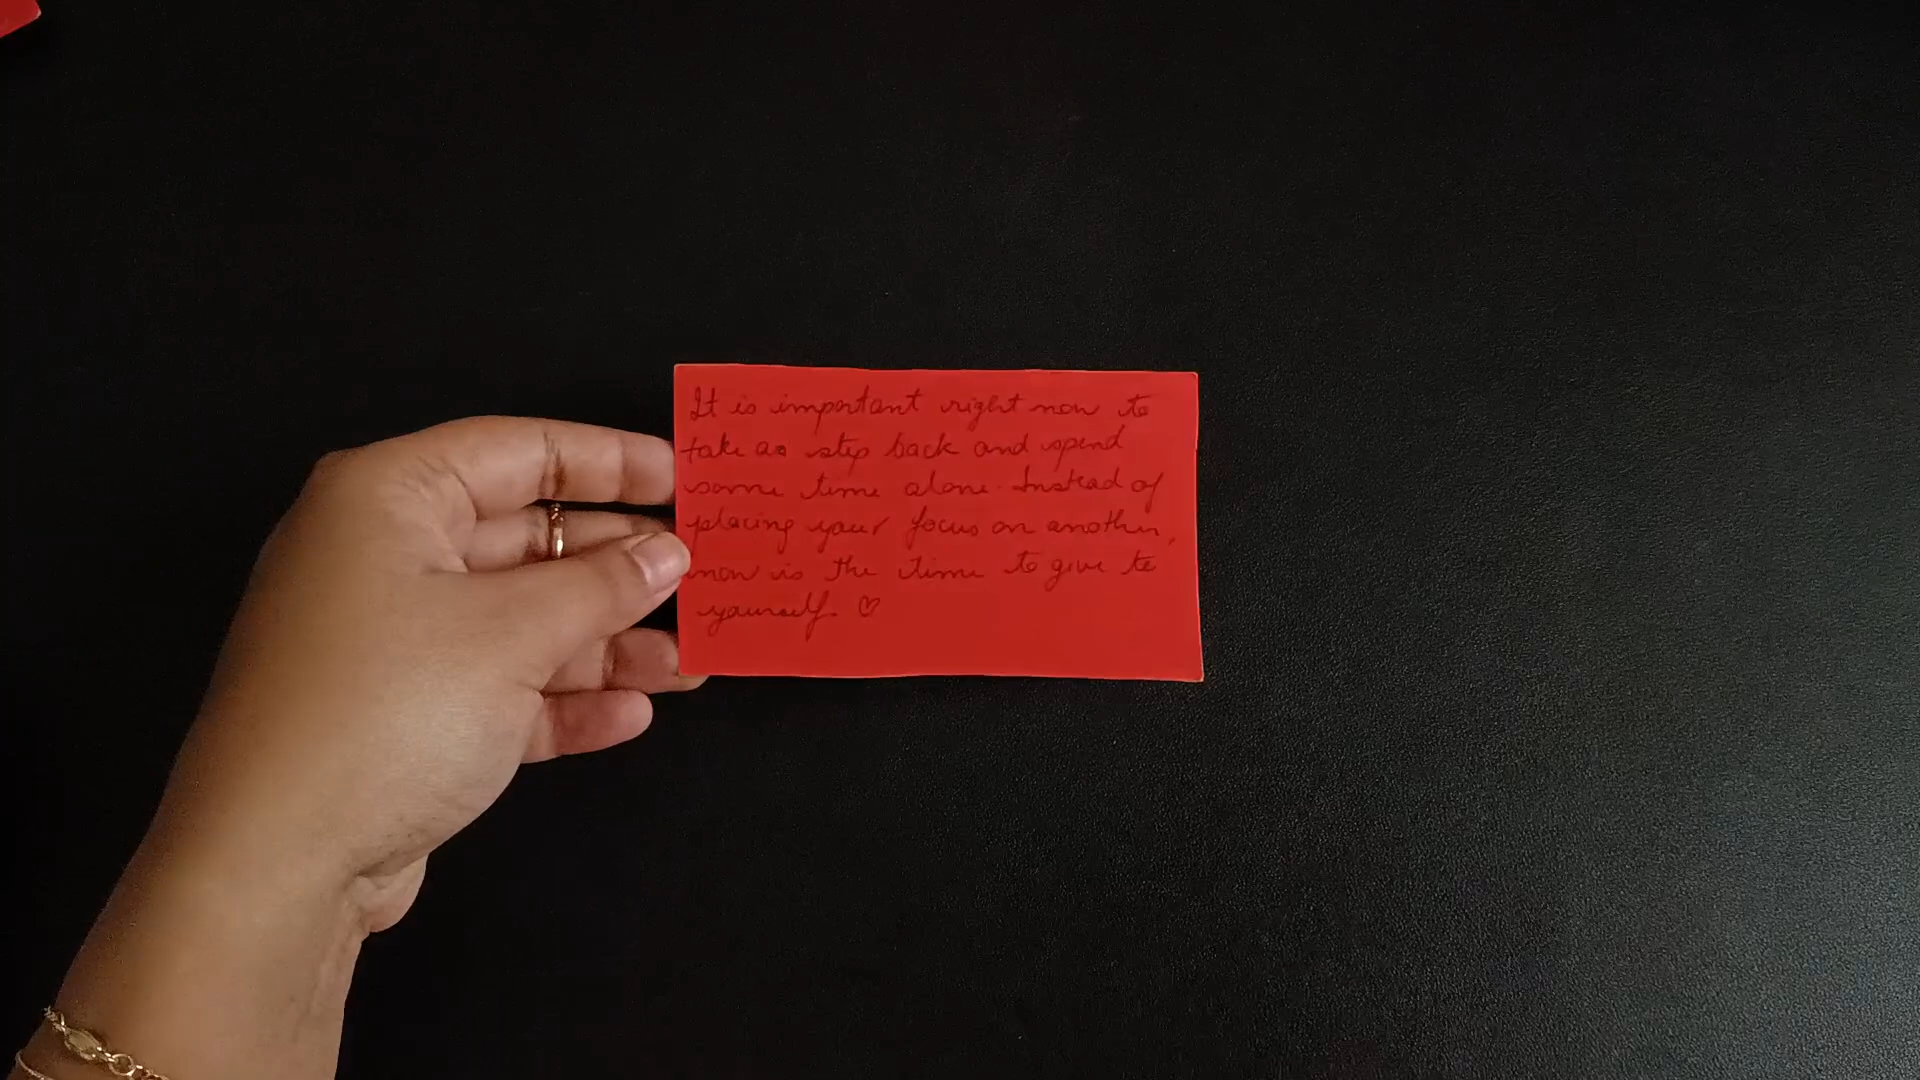 It is important right now to
take as step back and spend
some time alone. Instead of
placing your focus on another,
now is the time to give to
yourself. ♡